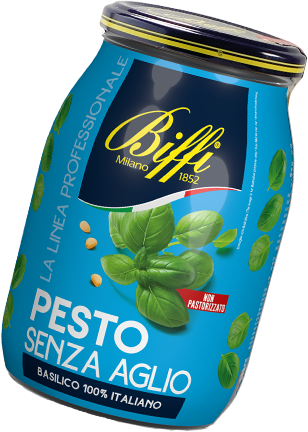 LA LINEA PROFESSIONALE
Biffi
Milano 1852
NON
PASTORIZZATO
PESTO
SENZA AGLIO
BASILICO 100% ITALIANO